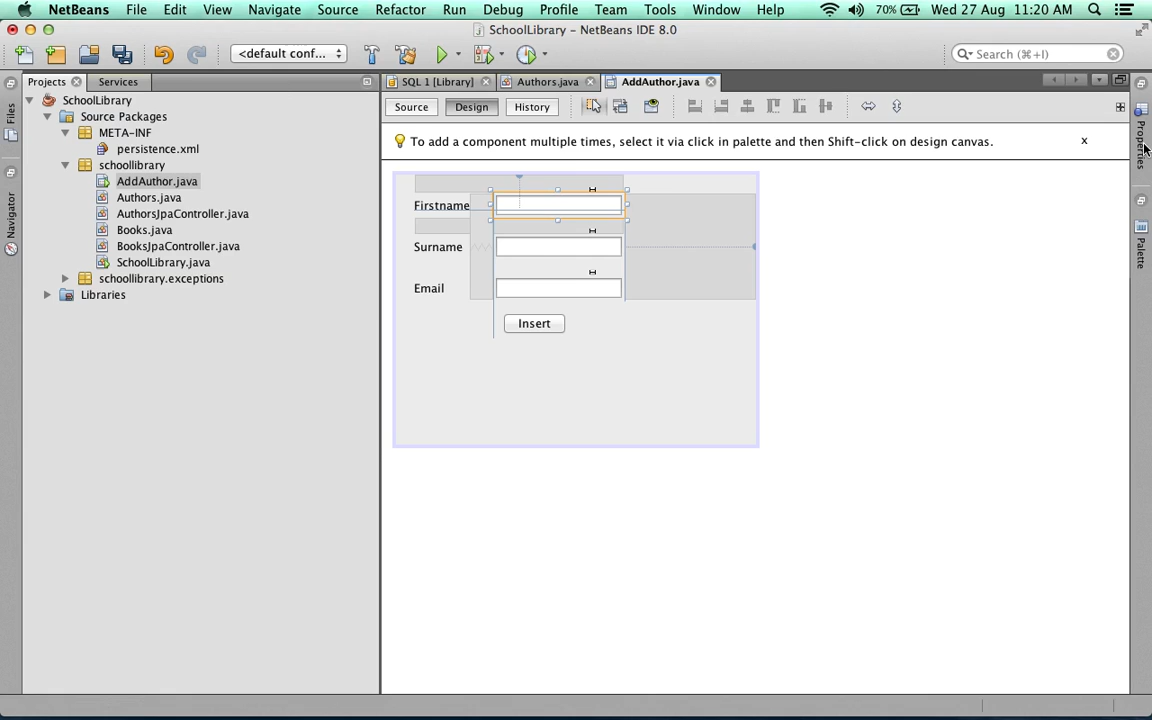 NetBeans File Edit View Navigate Source Refactor Run Debug Profile Team Tools Window Help 70% Wed 27 Aug 11:20 AM
SchoolLibrary – NetBeans IDE 8.0
<default conf... Search (⌘+I)
Projects Services SQL 1 [Library] Authors.java AddAuthor.java
Files
Navigator
SchoolLibrary
Source Packages
META-INF
persistence.xml
schoollibrary
AddAuthor.java
Authors.java
AuthorsJpaController.java
Books.java
BooksJpaController.java
SchoolLibrary.java
schoollibrary.exceptions
Libraries
Source Design History
To add a component multiple times, select it via click in palette and then Shift-click on design canvas. x
Firstname
Surname
Email
Insert
Properties
Palette